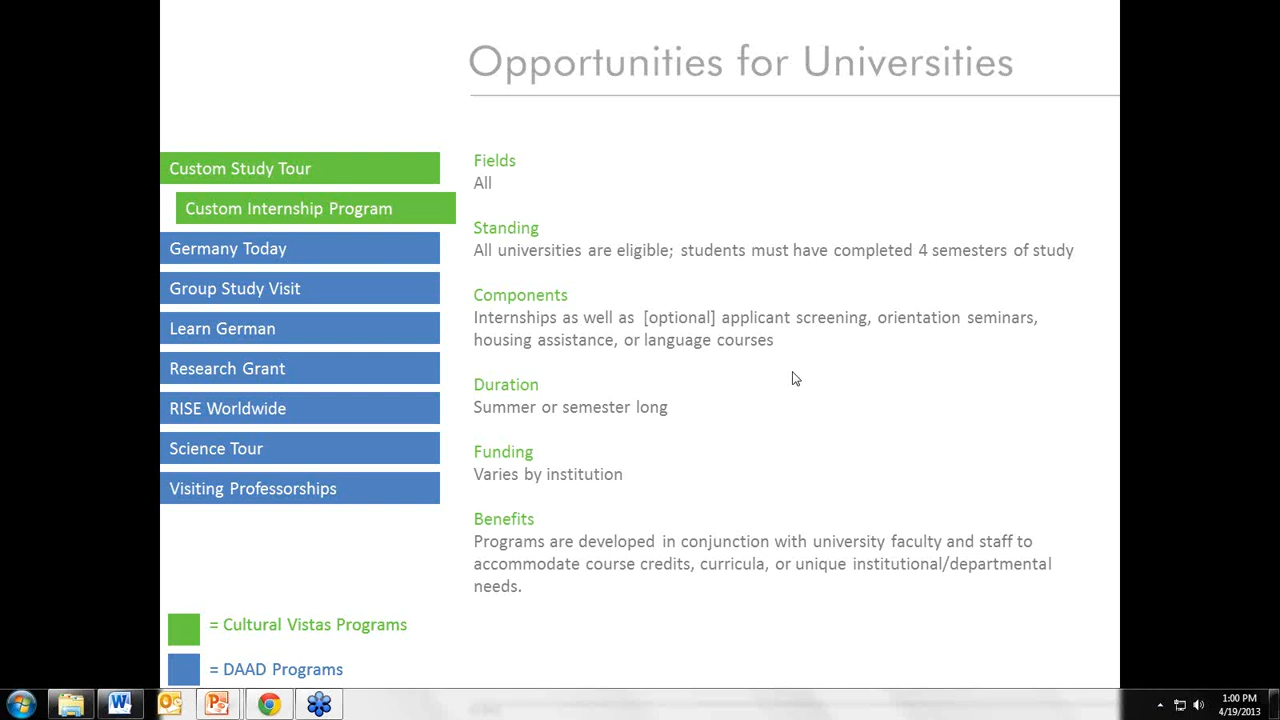 Opportunities for Universities
Custom Study Tour
Custom Internship Program
Germany Today
Group Study Visit
Learn German
Research Grant
RISE Worldwide
Science Tour
Visiting Professorships
= Cultural Vistas Programs
= DAAD Programs
Fields
All
Standing
All universities are eligible; students must have completed 4 semesters of study
Components
Internships as well as [optional] applicant screening, orientation seminars,
housing assistance, or language courses
Duration
Summer or semester long
Funding
Varies by institution
Benefits
Programs are developed in conjunction with university faculty and staff to
accommodate course credits, curricula, or unique institutional/departmental
needs.
1:00 PM
4/19/2013